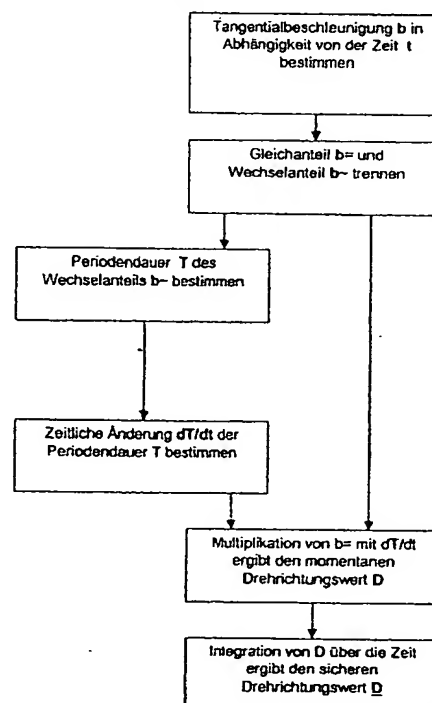 Tangentialbeschleunigung b in
Abhängigkeit von der Zeit t
bestimmen
Gleichanteil b= und
Wechselanteil b~ trennen
Periodendauer T des
Wechselanteils b~ bestimmen
Zeitliche Änderung dT/dt der
Periodendauer T bestimmen
Multiplikation von b= mit dT/dt
ergibt den momentanen
Drehrichtungswert D
Integration von D über die Zeit
ergibt den sicheren
Drehrichtungswert D